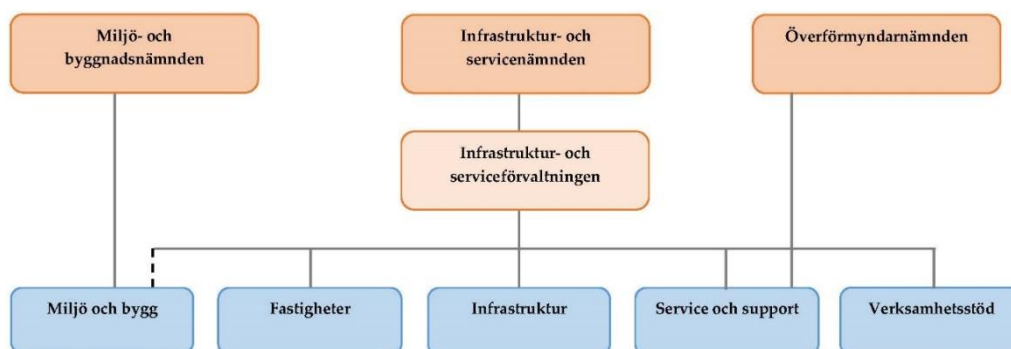 Miljö- och
byggnadsnämnden
Infrastruktur- och
servicenämnden
Överförmyndarnämnden
Infrastruktur- och
serviceförvaltningen
Miljö och bygg
Fastigheter
Infrastruktur
Service och support
Verksamhetsstöd